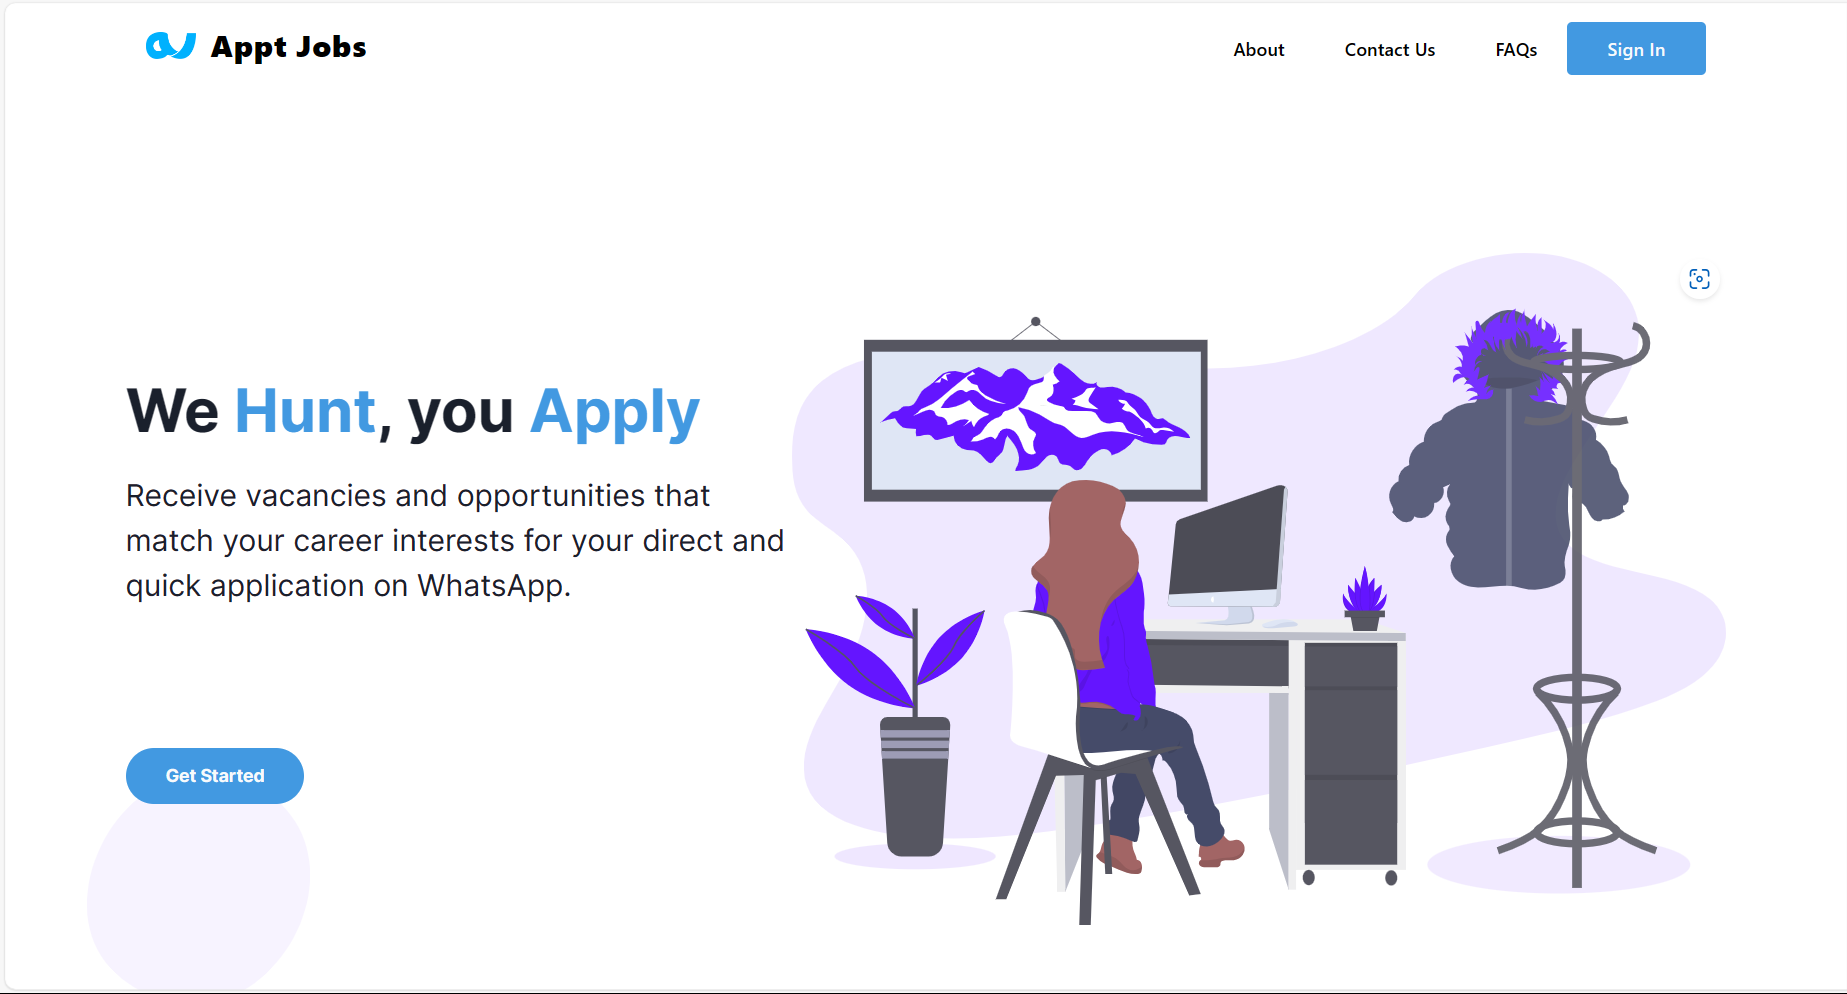 Appt Jobs
About
Contact Us
FAQs
Sign In
We Hunt, you Apply
Receive vacancies and opportunities that
match your career interests for your direct and
quick application on WhatsApp.
Get Started